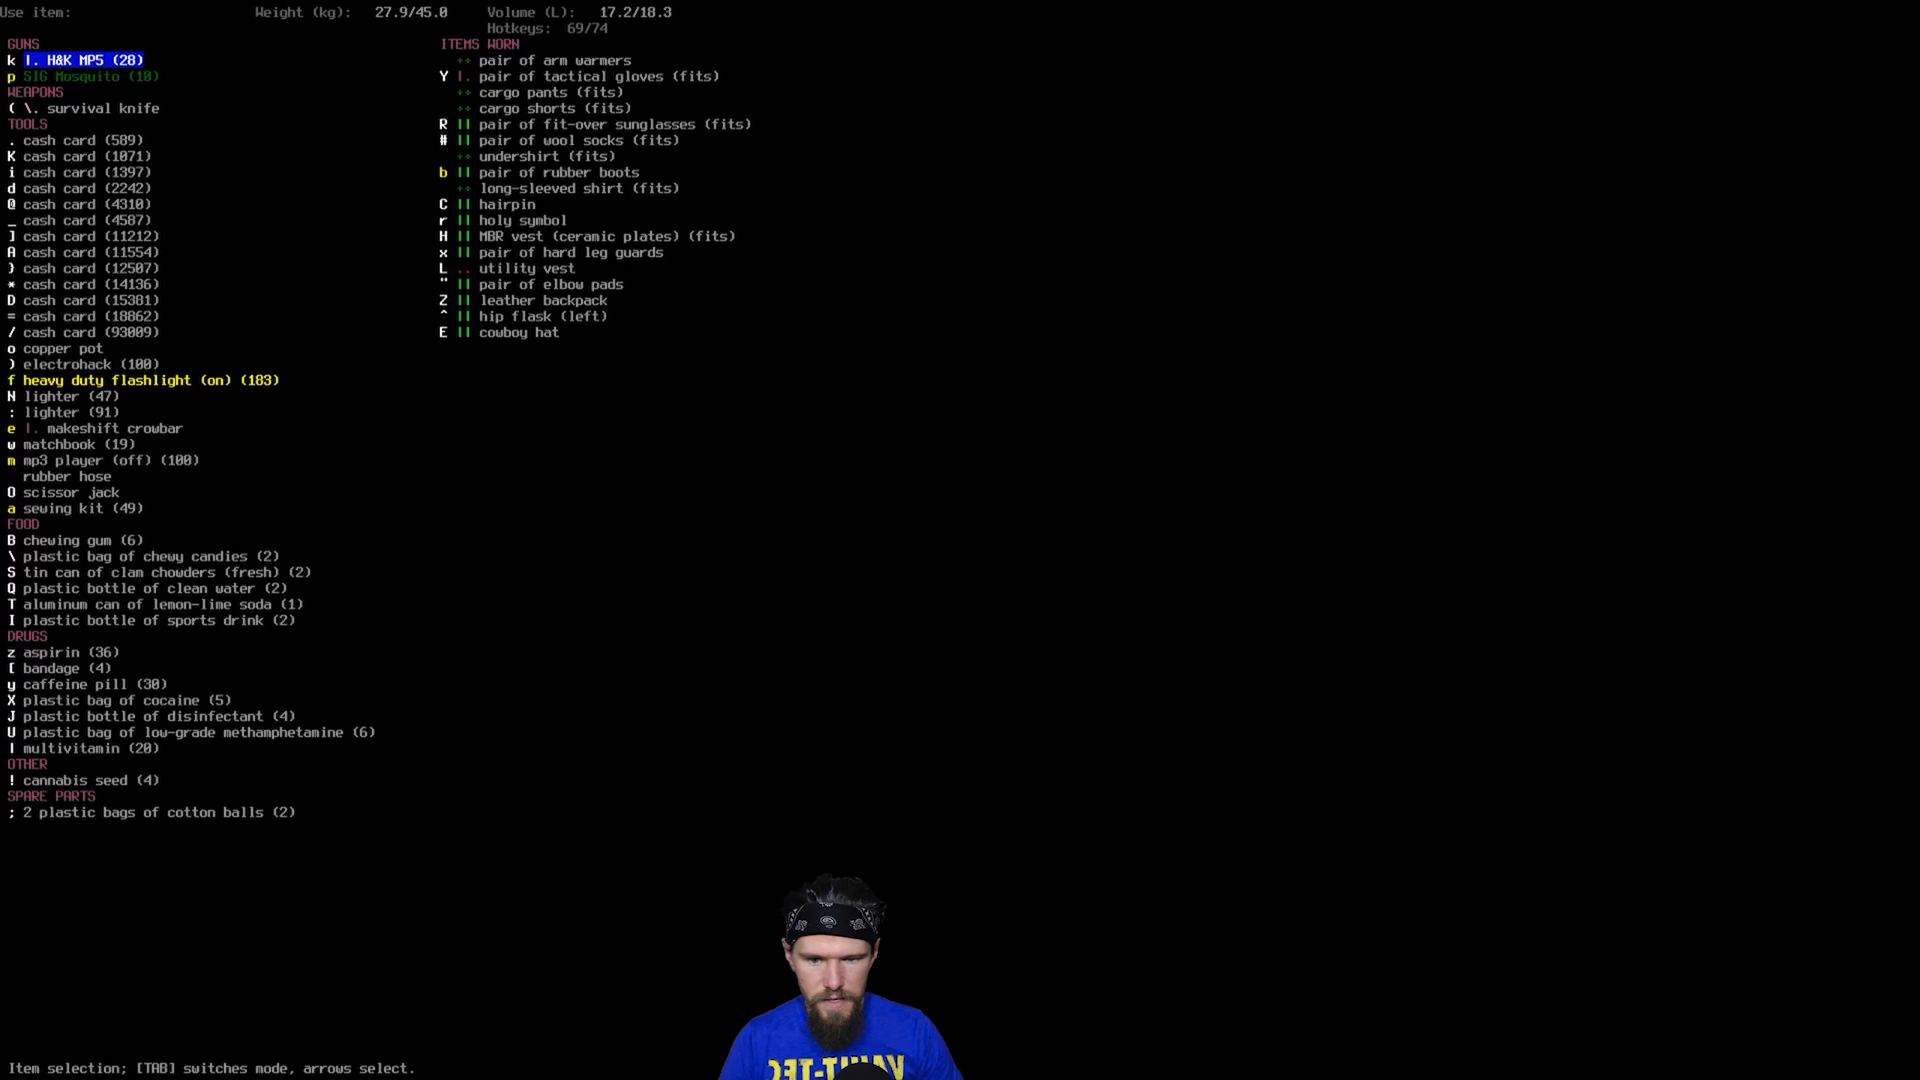 Use item: Weight (kg): 27.9/45.0 Volume (L): 17.2/18.3
Hotkeys: 69/74
GUNS
k |. H&K MP5 (28)
p SIG Mosquito (10)
WEAPONS
( \. survival knife
TOOLS
. cash card (589)
K cash card (1071)
i cash card (1397)
d cash card (2242)
@ cash card (4310)
_ cash card (4587)
] cash card (11212)
A cash card (11554)
} cash card (12507)
* cash card (14136)
D cash card (15381)
= cash card (18862)
/ cash card (93009)
o copper pot
) electrohack (100)
f heavy duty flashlight (on) (183)
N lighter (47)
: lighter (91)
e |. makeshift crowbar
w matchbook (19)
m mp3 player (off) (100)
rubber hose
O scissor jack
a sewing kit (49)
FOOD
B chewing gum (6)
\ plastic bag of chewy candies (2)
S tin can of clam chowders (fresh) (2)
Q plastic bottle of clean water (2)
T aluminum can of lemon-lime soda (1)
I plastic bottle of sports drink (2)
DRUGS
z aspirin (36)
[ bandage (4)
y caffeine pill (30)
X plastic bag of cocaine (5)
J plastic bottle of disinfectant (4)
U plastic bag of low-grade methamphetamine (6)
| multivitamin (20)
OTHER
! cannabis seed (4)
SPARE PARTS
; 2 plastic bags of cotton balls (2)
ITEMS WORN
++ pair of arm warmers
Y |. pair of tactical gloves (fits)
++ cargo pants (fits)
++ cargo shorts (fits)
R || pair of fit-over sunglasses (fits)
# || pair of wool socks (fits)
++ undershirt (fits)
b || pair of rubber boots
++ long-sleeved shirt (fits)
C || hairpin
r || holy symbol
H || MBR vest (ceramic plates) (fits)
x || pair of hard leg guards
L .. utility vest
" || pair of elbow pads
Z || leather backpack
^ || hip flask (left)
E || cowboy hat
Item selection; [TAB] switches mode, arrows select.